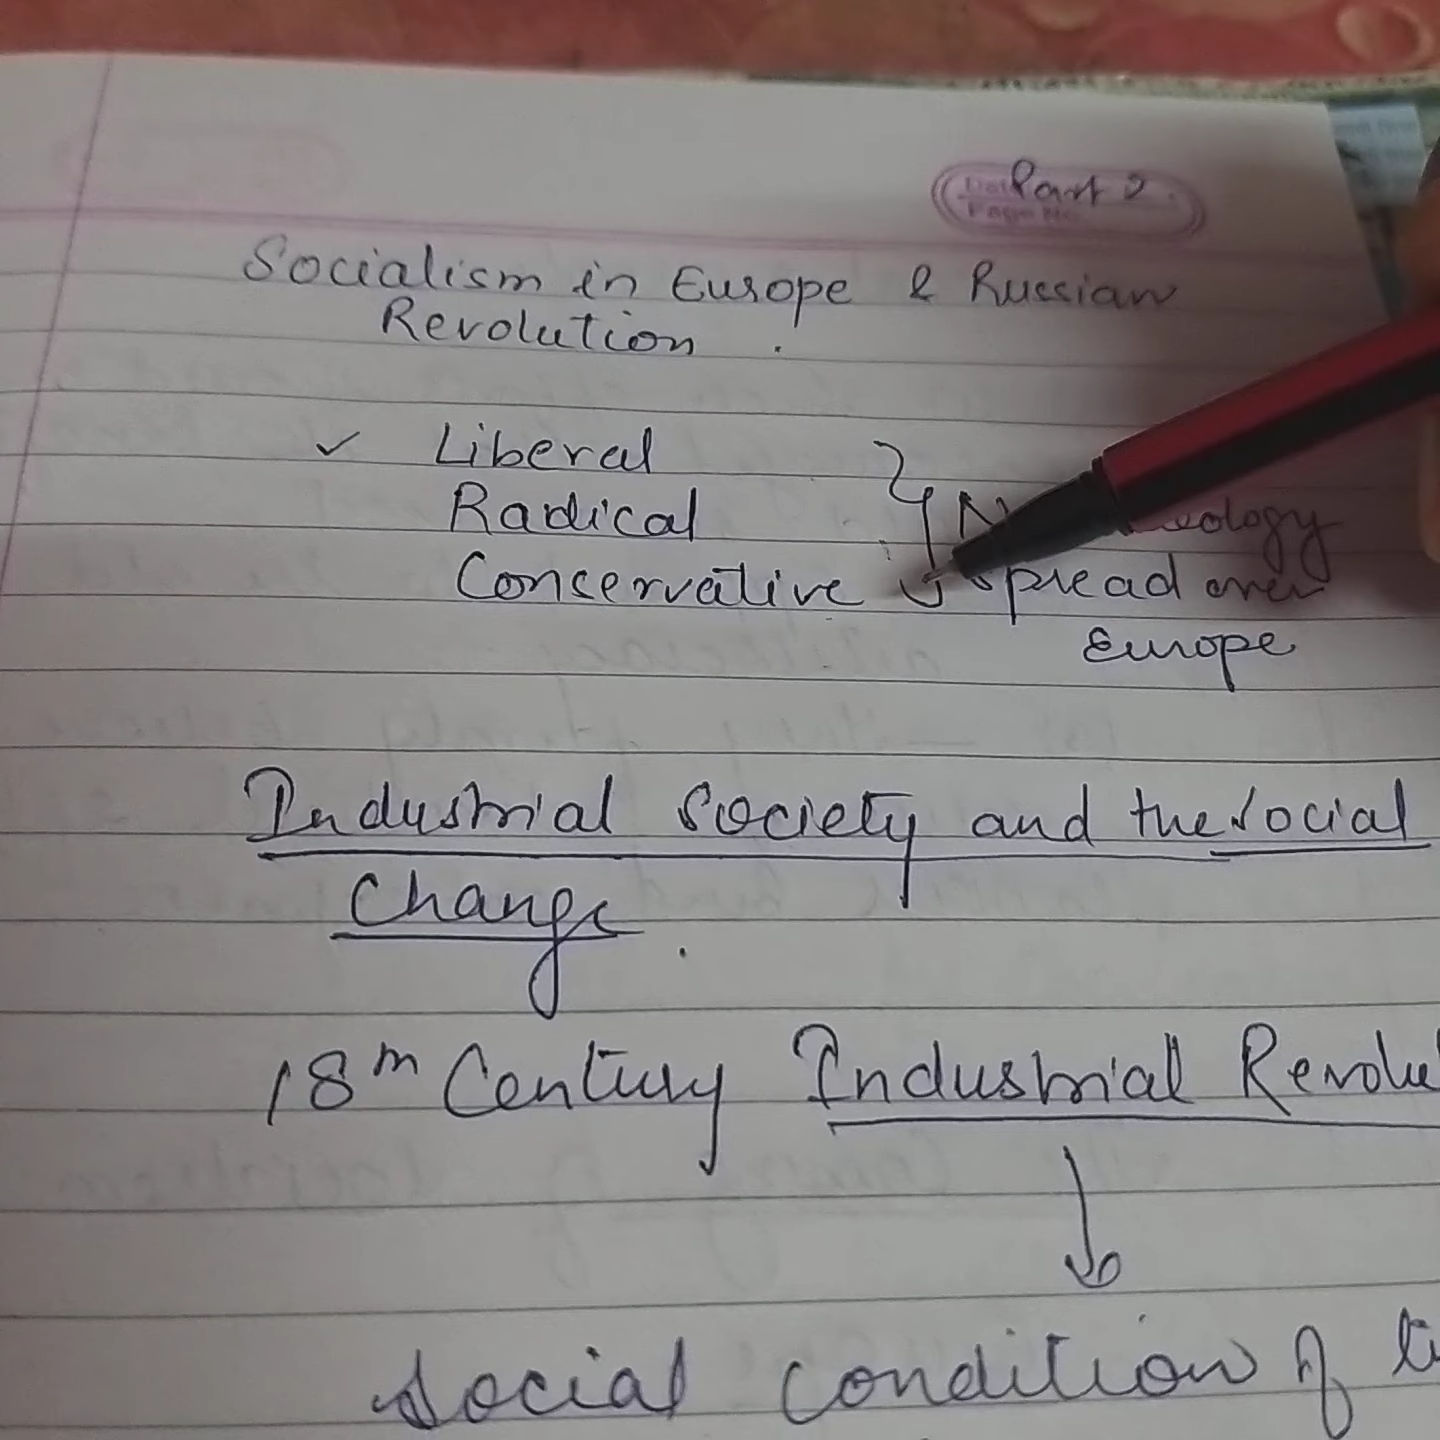 Part 2
Socialism in Europe & Russian
Revolution.
✓ Liberal
Radical
Conservative
spread over
Europe
Industrial Society and the Social
Change.
18th Century Industrial
Social condition of